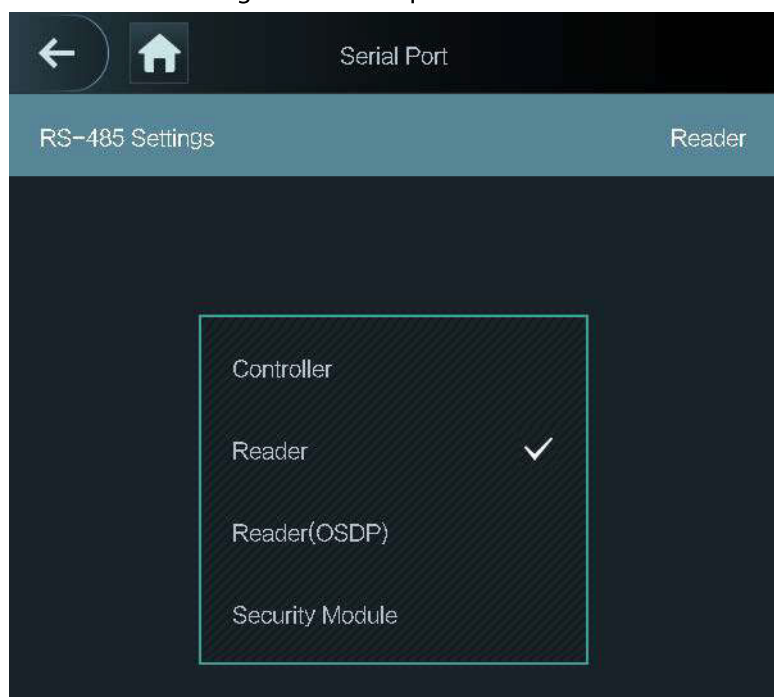 Serial Port
RS-485 Settings Reader
Controller
Reader
Reader(OSDP)
Security Module